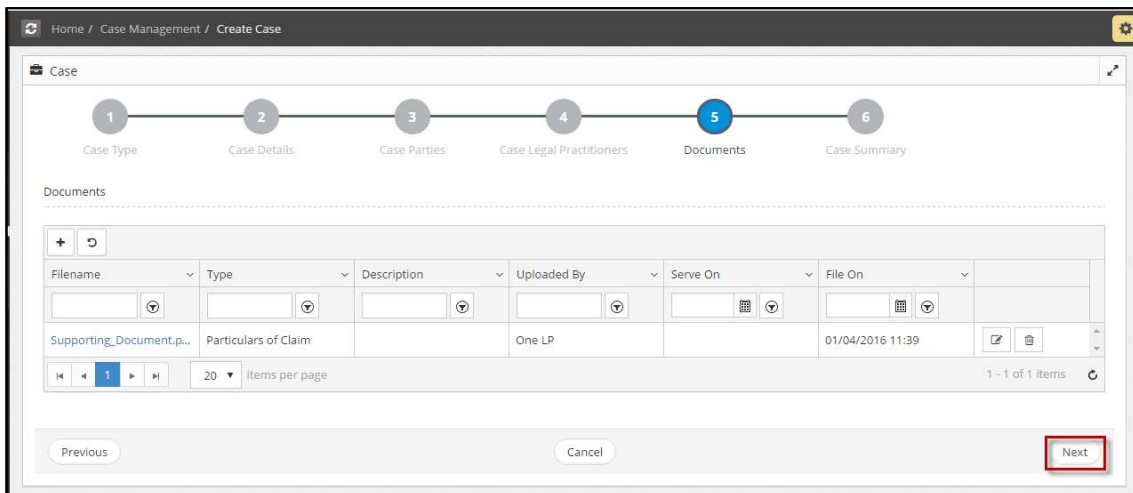 Home / Case Management / Create Case
Case
1 2 3 4 5 6
Case Type Case Details Case Parties Case Legal Practitioners Documents Case Summary
Documents
Filename Type Description Uploaded By Serve On File On
Supporting_Document.p... Particulars of Claim One LP 01/04/2016 11:39
1 20 items per page 1 - 1 of 1 items
Previous Cancel Next